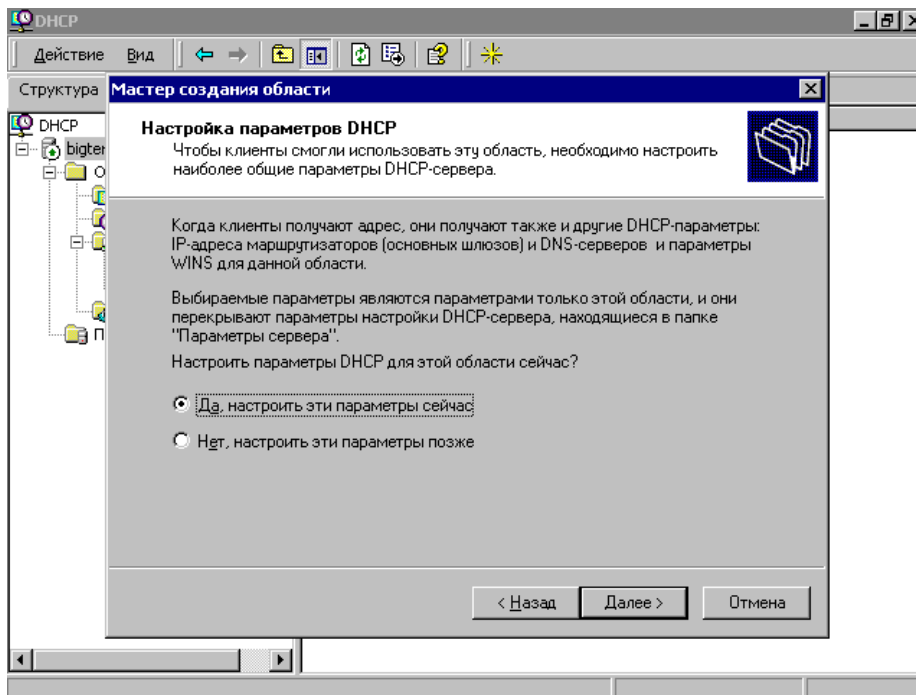 DHCP
Действие Вид
Структура
DHCP
bigter
О
П
Мастер создания области
Настройка параметров DHCP
Чтобы клиенты смогли использовать эту область, необходимо настроить
наиболее общие параметры DHCP-сервера.
Когда клиенты получают адрес, они получают также и другие DHCP-параметры:
IP-адреса маршрутизаторов (основных шлюзов) и DNS-серверов и параметры
WINS для данной области.
Выбираемые параметры являются параметрами только этой области, и они
перекрывают параметры настройки DHCP-сервера, находящиеся в папке
"Параметры сервера".
Настроить параметры DHCP для этой области сейчас?
Да, настроить эти параметры сейчас
Нет, настроить эти параметры позже
< Назад Далее > Отмена